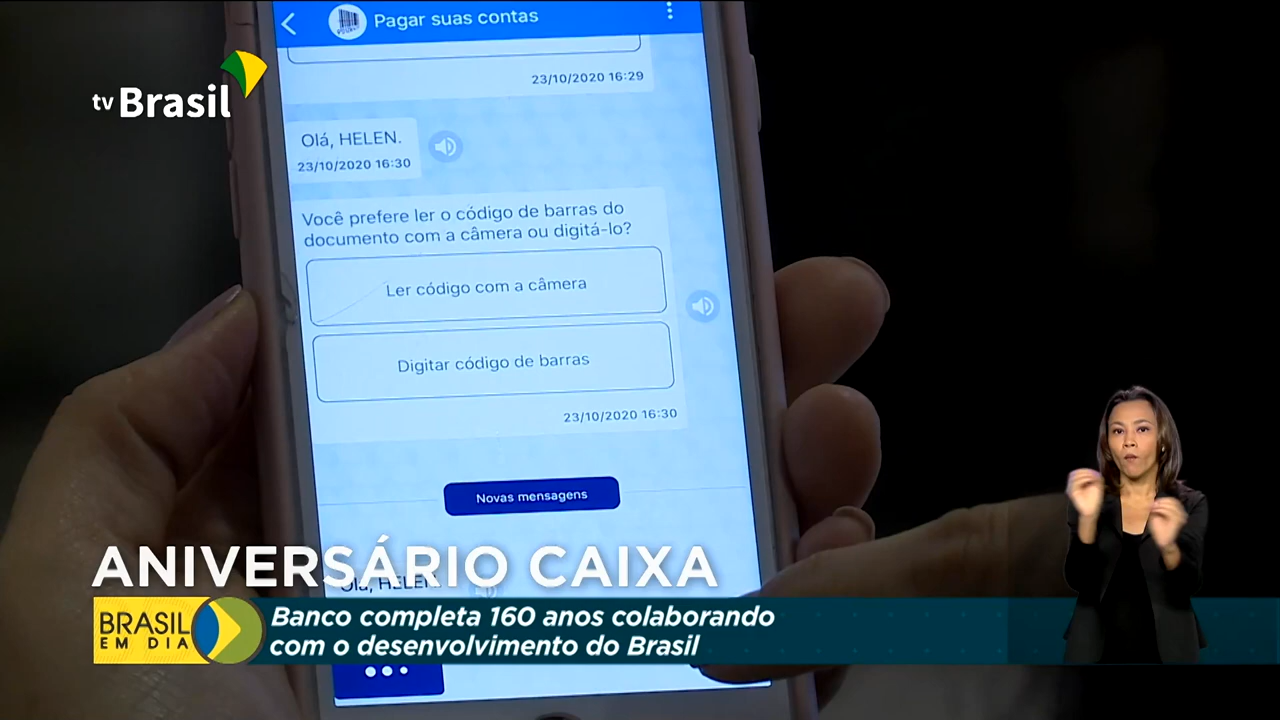 Pagar suas contas
23/10/2020 16:29
tv Brasil
Olá, HELEN.
23/10/2020 16:30
Você prefere ler o código de barras do
documento com a câmera ou digitá-lo?
Ler código com a câmera
Digitar código de barras
23/10/2020 16:30
Novas mensagens
ANIVERSÁRIO CAIXA
Olá, HELEN
BRASIL
EM DIA
Banco completa 160 anos colaborando
com o desenvolvimento do Brasil